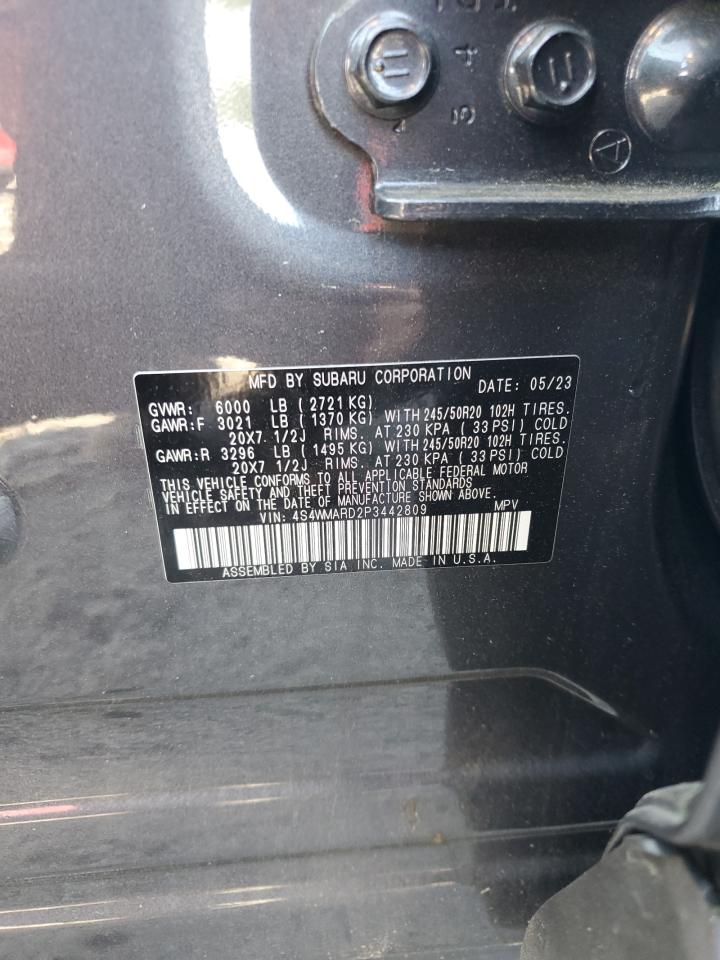 MFD BY SUBARU CORPORATION DATE: 05/23
GVWR: 6000 LB ( 2721 KG)
GAWR:F 3021 LB ( 1370 KG) WITH 245/50R20 102H TIRES.
20X7 1/2J RIMS. AT 230 KPA ( 33 PSI) COLD
GAWR:R 3296 LB ( 1495 KG) WITH 245/50R20 102H TIRES.
20X7 1/2J RIMS. AT 230 KPA ( 33 PSI) COLD
THIS VEHICLE CONFORMS TO ALL APPLICABLE FEDERAL MOTOR
VEHICLE SAFETY AND THEFT PREVENTION STANDARDS
IN EFFECT ON THE DATE OF MANUFACTURE SHOWN ABOVE.
VIN: 4S4WMARD2P3442809 MPV
ASSEMBLED BY SIA INC. MADE IN U.S.A.